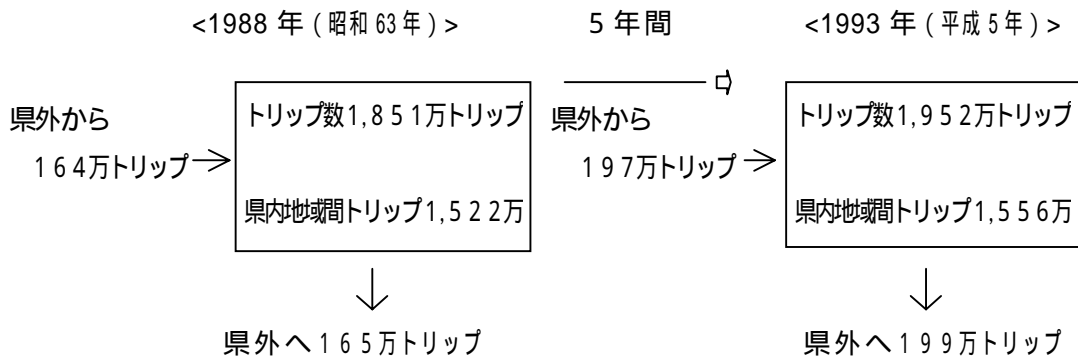 <1988 年 ( 昭和 63 年 ) >
5 年間
<1993 年 ( 平成 5 年 ) >
県外から
164万トリップ
トリップ数1,851万トリップ
県内地域間トリップ1,522万
県外へ165万トリップ
県外から
197万トリップ
トリップ数1,952万トリップ
県内地域間トリップ1,556万
県外へ199万トリップ